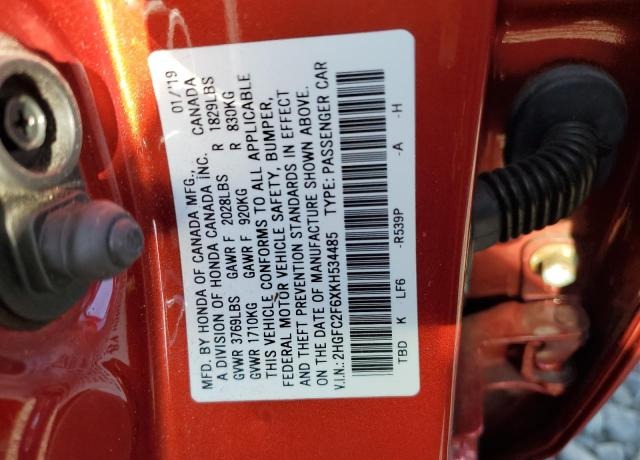 MFD. BY HONDA OF CANADA MFG., 01/'19
A DIVISION OF HONDA CANADA INC. CANADA
GVWR 3769LBS GAWR F 2028LBS R 1829LBS
GVWR 1710KG GAWR F 920KG R 830KG
THIS VEHICLE CONFORMS TO ALL APPLICABLE
FEDERAL MOTOR VEHICLE SAFETY, BUMPER,
AND THEFT PREVENTION STANDARDS IN EFFECT
ON THE DATE OF MANUFACTURE SHOWN ABOVE.
V.I.N.: 2HGFC2F6XKH534485 TYPE: PASSENGER CAR
TBD K LF6 -R539P -A -H